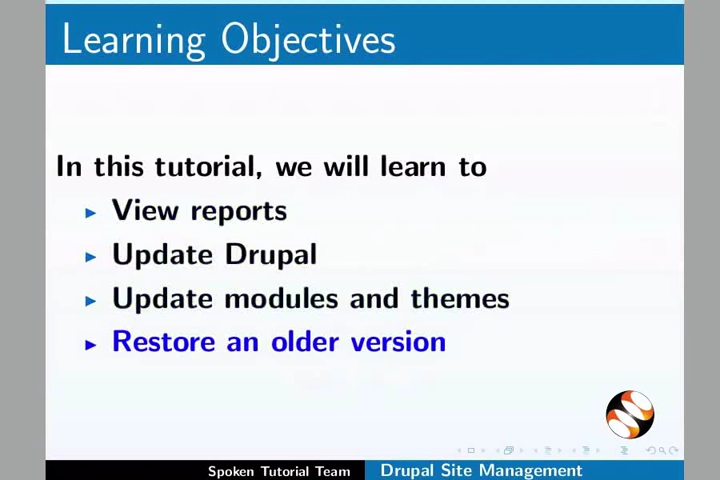 Learning Objectives
In this tutorial, we will learn to
View reports
Update Drupal
Update modules and themes
Restore an older version
Spoken Tutorial Team
Drupal Site Management